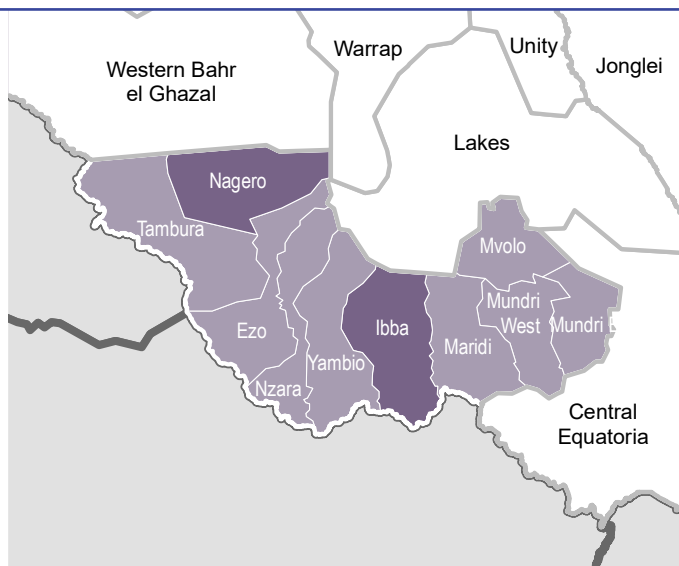 Warrap
Unity
Jonglei
Western Bahr
el Ghazal
Lakes
Nagero
Tambura
Mvolo
Mundri
West
Mundri E
Ezo
Ibba
Maridi
Yambio
Nzara
Central
Equatoria